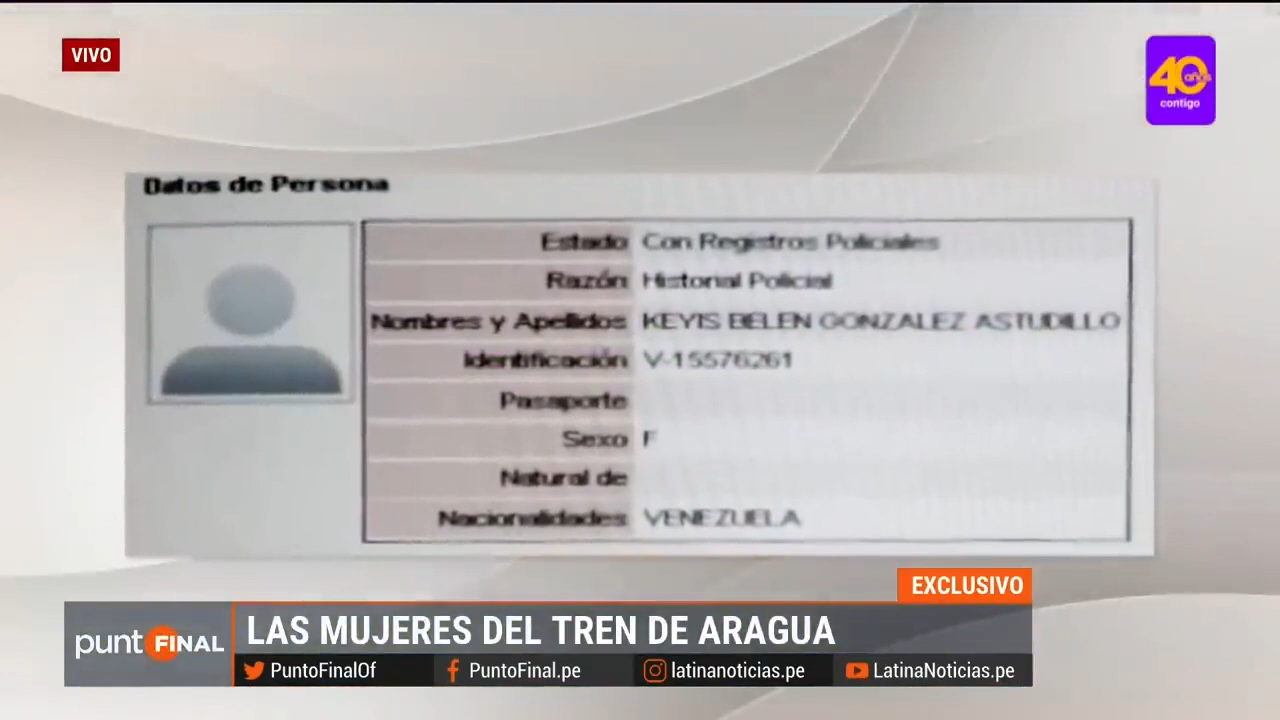 VIVO
40 años
contigo
Datos de Persona
Estado Con Registros Policiales
Razón Historial Policial
Nombres y Apellidos KEYIS BELEN GONZALEZ ASTUDILLO
Identificación V-15576261
Pasaporte
Sexo F
Natural de
Nacionalidades VENEZUELA
EXCLUSIVO
punto FINAL
LAS MUJERES DEL TREN DE ARAGUA
PuntoFinalOf PuntoFinal.pe latinanoticias.pe LatinaNoticias.pe